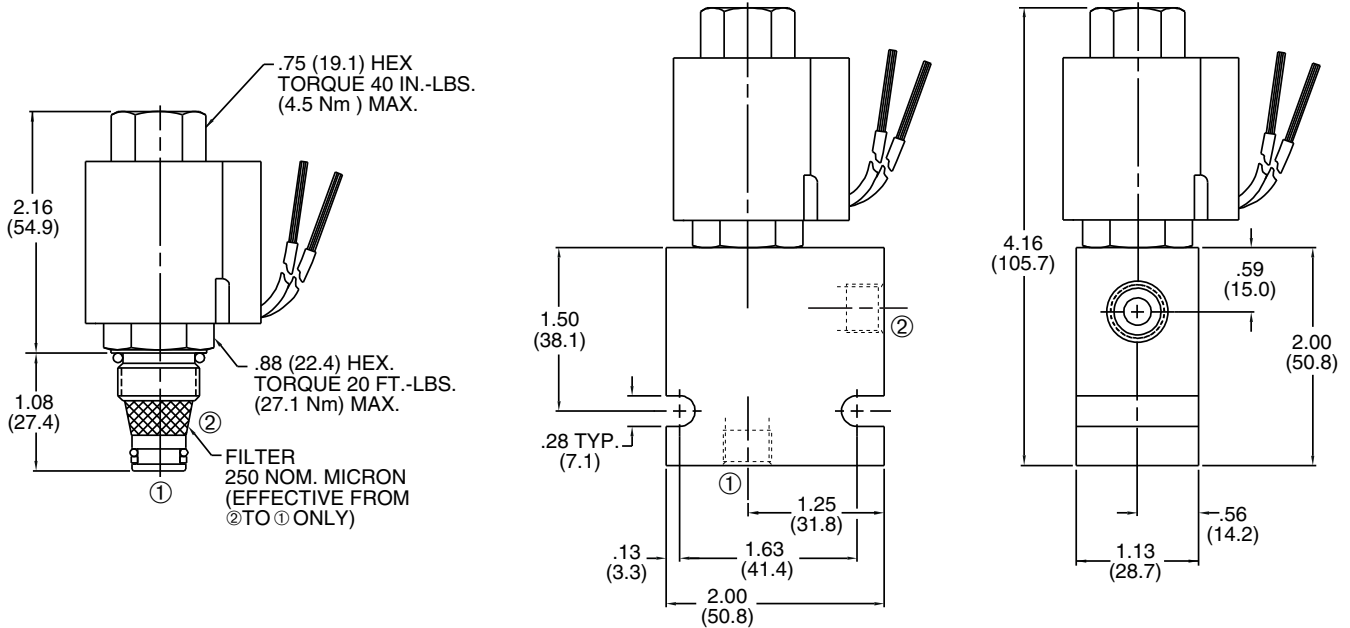 .75 (19.1) HEX
TORQUE 40 IN.-LBS.
(4.5 Nm ) MAX.
2.16
(54.9)
.88 (22.4) HEX.
TORQUE 20 FT.-LBS.
(27.1 Nm) MAX.
1.08
(27.4)
②
FILTER
250 NOM. MICRON
(EFFECTIVE FROM
②TO ① ONLY)
①
1.50
(38.1)
②
.28 TYP.
(7.1)
①
1.25
(31.8)
.13
(3.3)
1.63
(41.4)
2.00
(50.8)
4.16
(105.7)
.59
(15.0)
2.00
(50.8)
.56
(14.2)
1.13
(28.7)